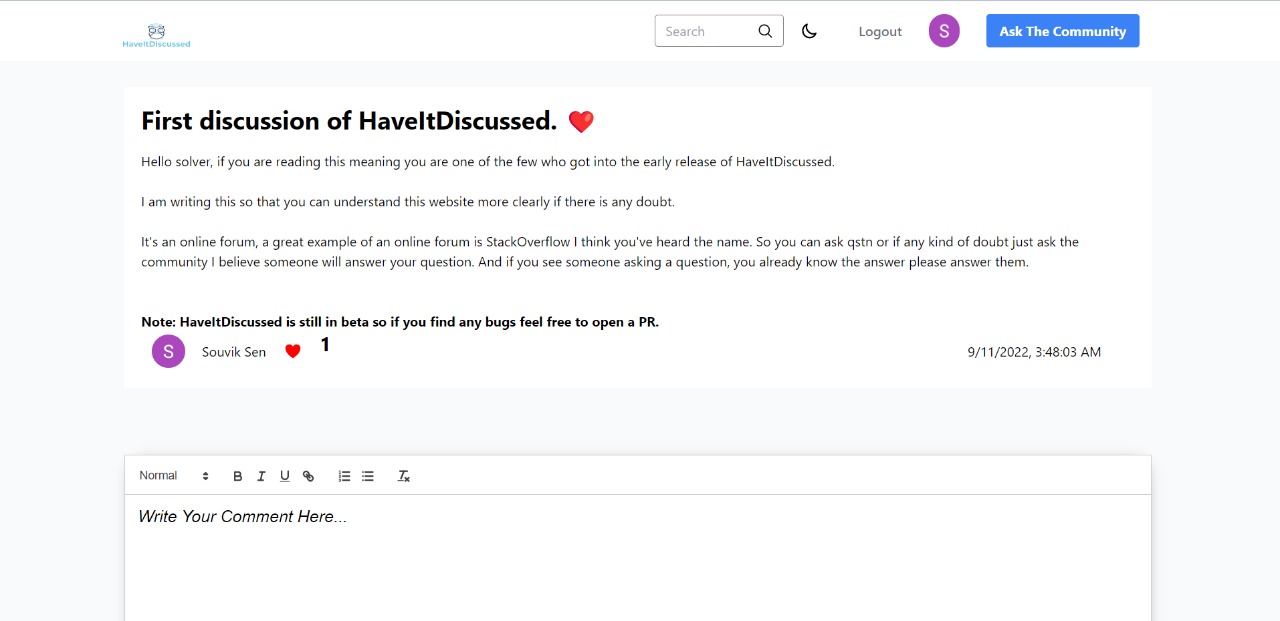 HaveItDiscussed
Search
Logout
S
Ask The Community
First discussion of HaveItDiscussed. ❤️
Hello solver, if you are reading this meaning you are one of the few who got into the early release of HaveItDiscussed.
I am writing this so that you can understand this website more clearly if there is any doubt.
It's an online forum, a great example of an online forum is StackOverflow I think you've heard the name. So you can ask qstn or if any kind of doubt just ask the
community I believe someone will answer your question. And if you see someone asking a question, you already know the answer please answer them.
Note: HaveItDiscussed is still in beta so if you find any bugs feel free to open a PR.
S
Souvik Sen
1
9/11/2022, 3:48:03 AM
Normal
B I U
Write Your Comment Here...